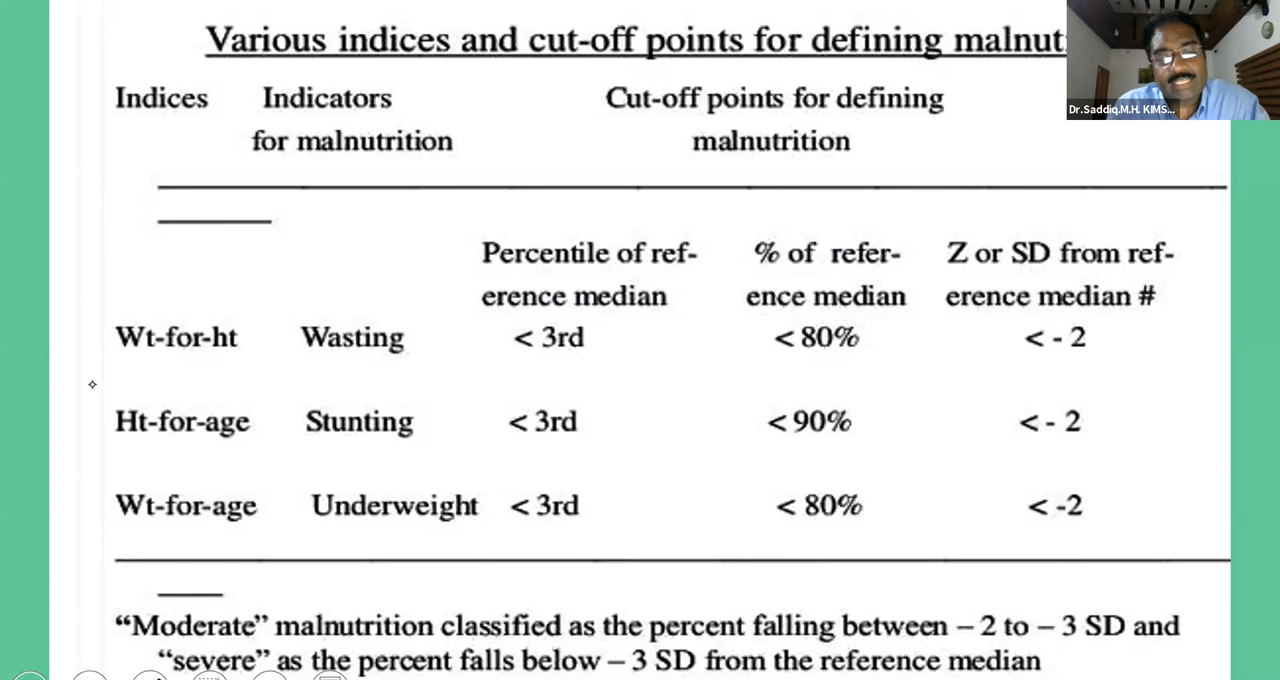 Various indices and cut-off points for defining
Indices Indicators Cut-off points for defining
for malnutrition malnutrition
Dr.Saddiq.M.H. KIMS...
Percentile of ref- % of refer- Z or SD from ref-
erence median ence median erence median #
Wt-for-ht Wasting < 3rd < 80% < - 2
Ht-for-age Stunting < 3rd < 90% < - 2
Wt-for-age Underweight < 3rd < 80% < -2
“Moderate” malnutrition classified as the percent falling between – 2 to – 3 SD and
“severe” as the percent falls below – 3 SD from the reference median